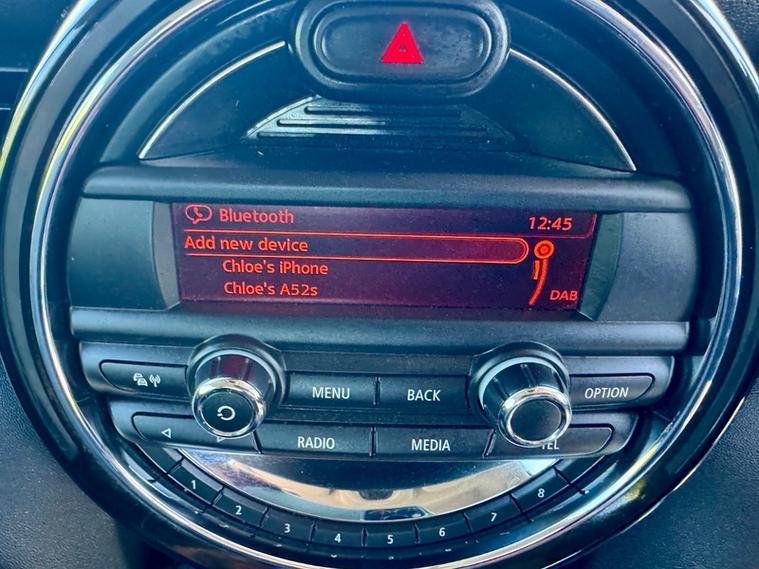 Bluetooth 12:45
Add new device
Chloe's iPhone
Chloe's A52s
DAB
MENU BACK OPTION
RADIO MEDIA TEL
1 2 3 4 5 6 7 8